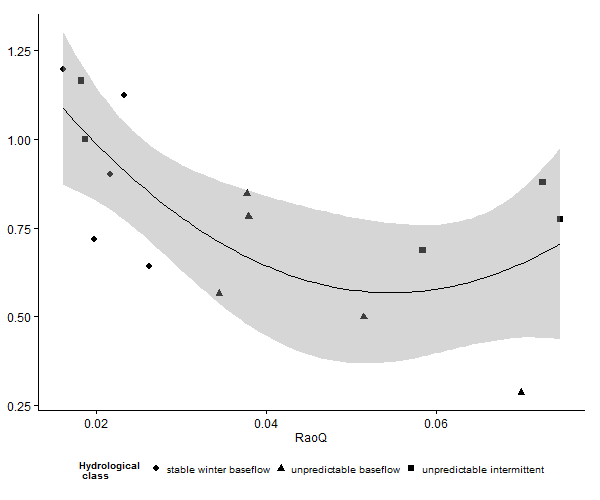 1.25
1.00
0.75
0.50
0.25
0.02 0.04 0.06
RaoQ
Hydrological class stable winter baseflow unpredictable baseflow unpredictable intermittent